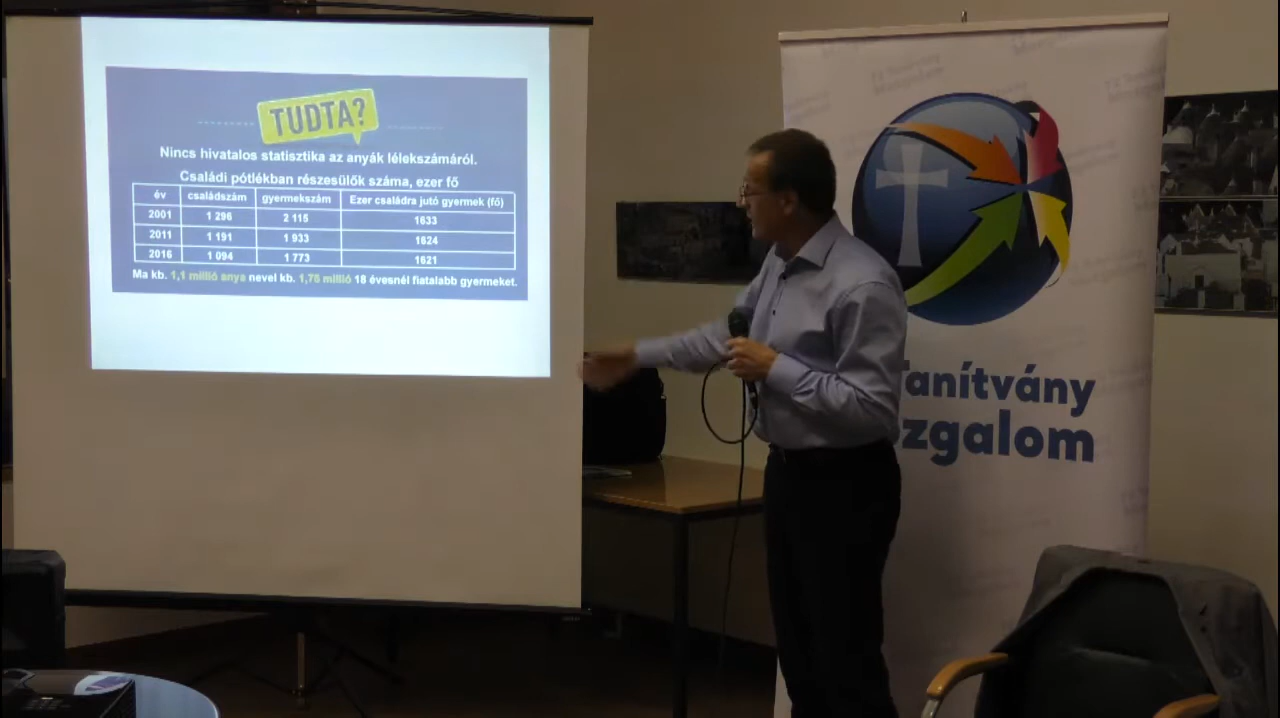 TUDTA?
Nincs hivatalos statisztika az anyák lélekszámáról.
Családi pótlékban részesülők száma, ezer fő
év családszám gyermekszám Ezer családra jutó gyermek (fő)
2001 1 296 2 115 1633
2011 1 191 1 933 1624
2016 1 094 1 773 1621
Ma kb. 1,1 millió anya nevel kb. 1,75 millió 18 évesnél fiatalabb gyermeket.
Tanítvány
zgalom